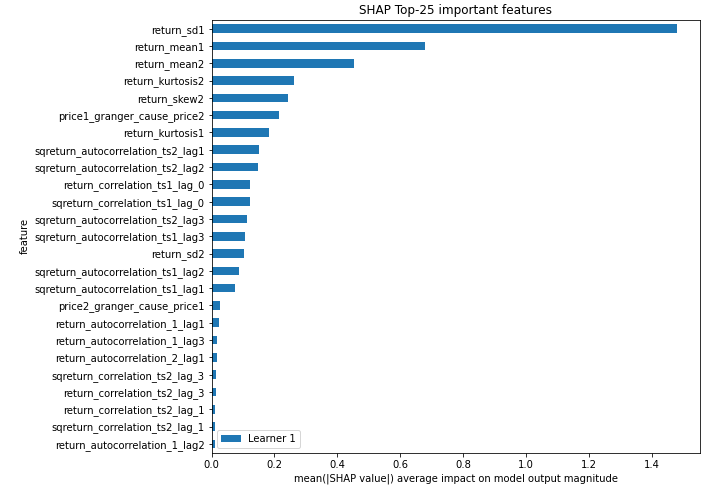 SHAP Top-25 important features
return_sd1
return_mean1
return_mean2
return_kurtosis2
return_skew2
price1_granger_cause_price2
return_kurtosis1
sqreturn_autocorrelation_ts2_lag1
sqreturn_autocorrelation_ts2_lag2
return_correlation_ts1_lag_0
sqreturn_correlation_ts1_lag_0
sqreturn_autocorrelation_ts2_lag3
sqreturn_autocorrelation_ts1_lag3
return_sd2
sqreturn_autocorrelation_ts1_lag2
sqreturn_autocorrelation_ts1_lag1
price2_granger_cause_price1
return_autocorrelation_1_lag1
return_autocorrelation_1_lag3
return_autocorrelation_2_lag1
sqreturn_correlation_ts2_lag_3
return_correlation_ts2_lag_3
return_correlation_ts2_lag_1
sqreturn_correlation_ts2_lag_1
return_autocorrelation_1_lag2
feature
Learner 1
0.0 0.2 0.4 0.6 0.8 1.0 1.2 1.4
mean(|SHAP value|) average impact on model output magnitude